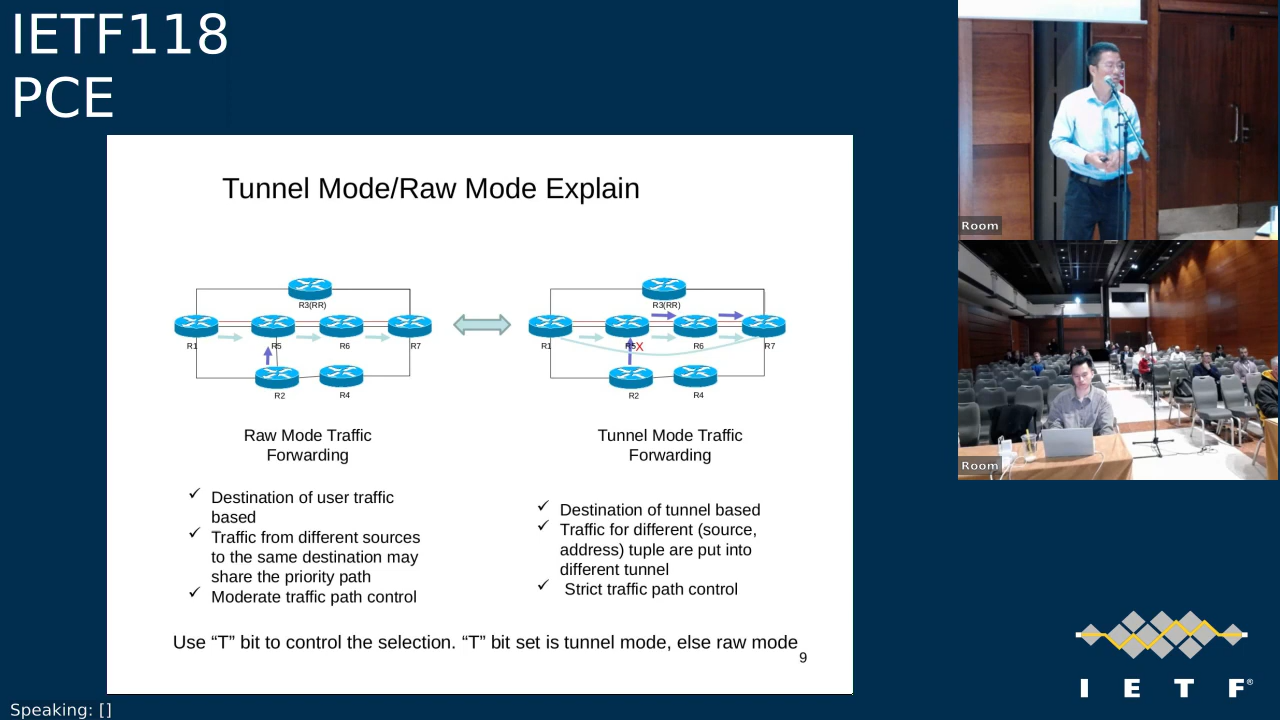 IETF118
PCE
Tunnel Mode/Raw Mode Explain
R3(RR)
R1
R5
R6
R7
R2
R4
R3(RR)
R1
R5
X
R6
R7
R2
R4
Raw Mode Traffic
Forwarding
Destination of user traffic
based
Traffic from different sources
to the same destination may
share the priority path
Moderate traffic path control
Tunnel Mode Traffic
Forwarding
Destination of tunnel based
Traffic for different (source,
address) tuple are put into
different tunnel
Strict traffic path control
Use “T” bit to control the selection. “T” bit set is tunnel mode, else raw mode
9
Room
Room
I E T F®
Speaking: []